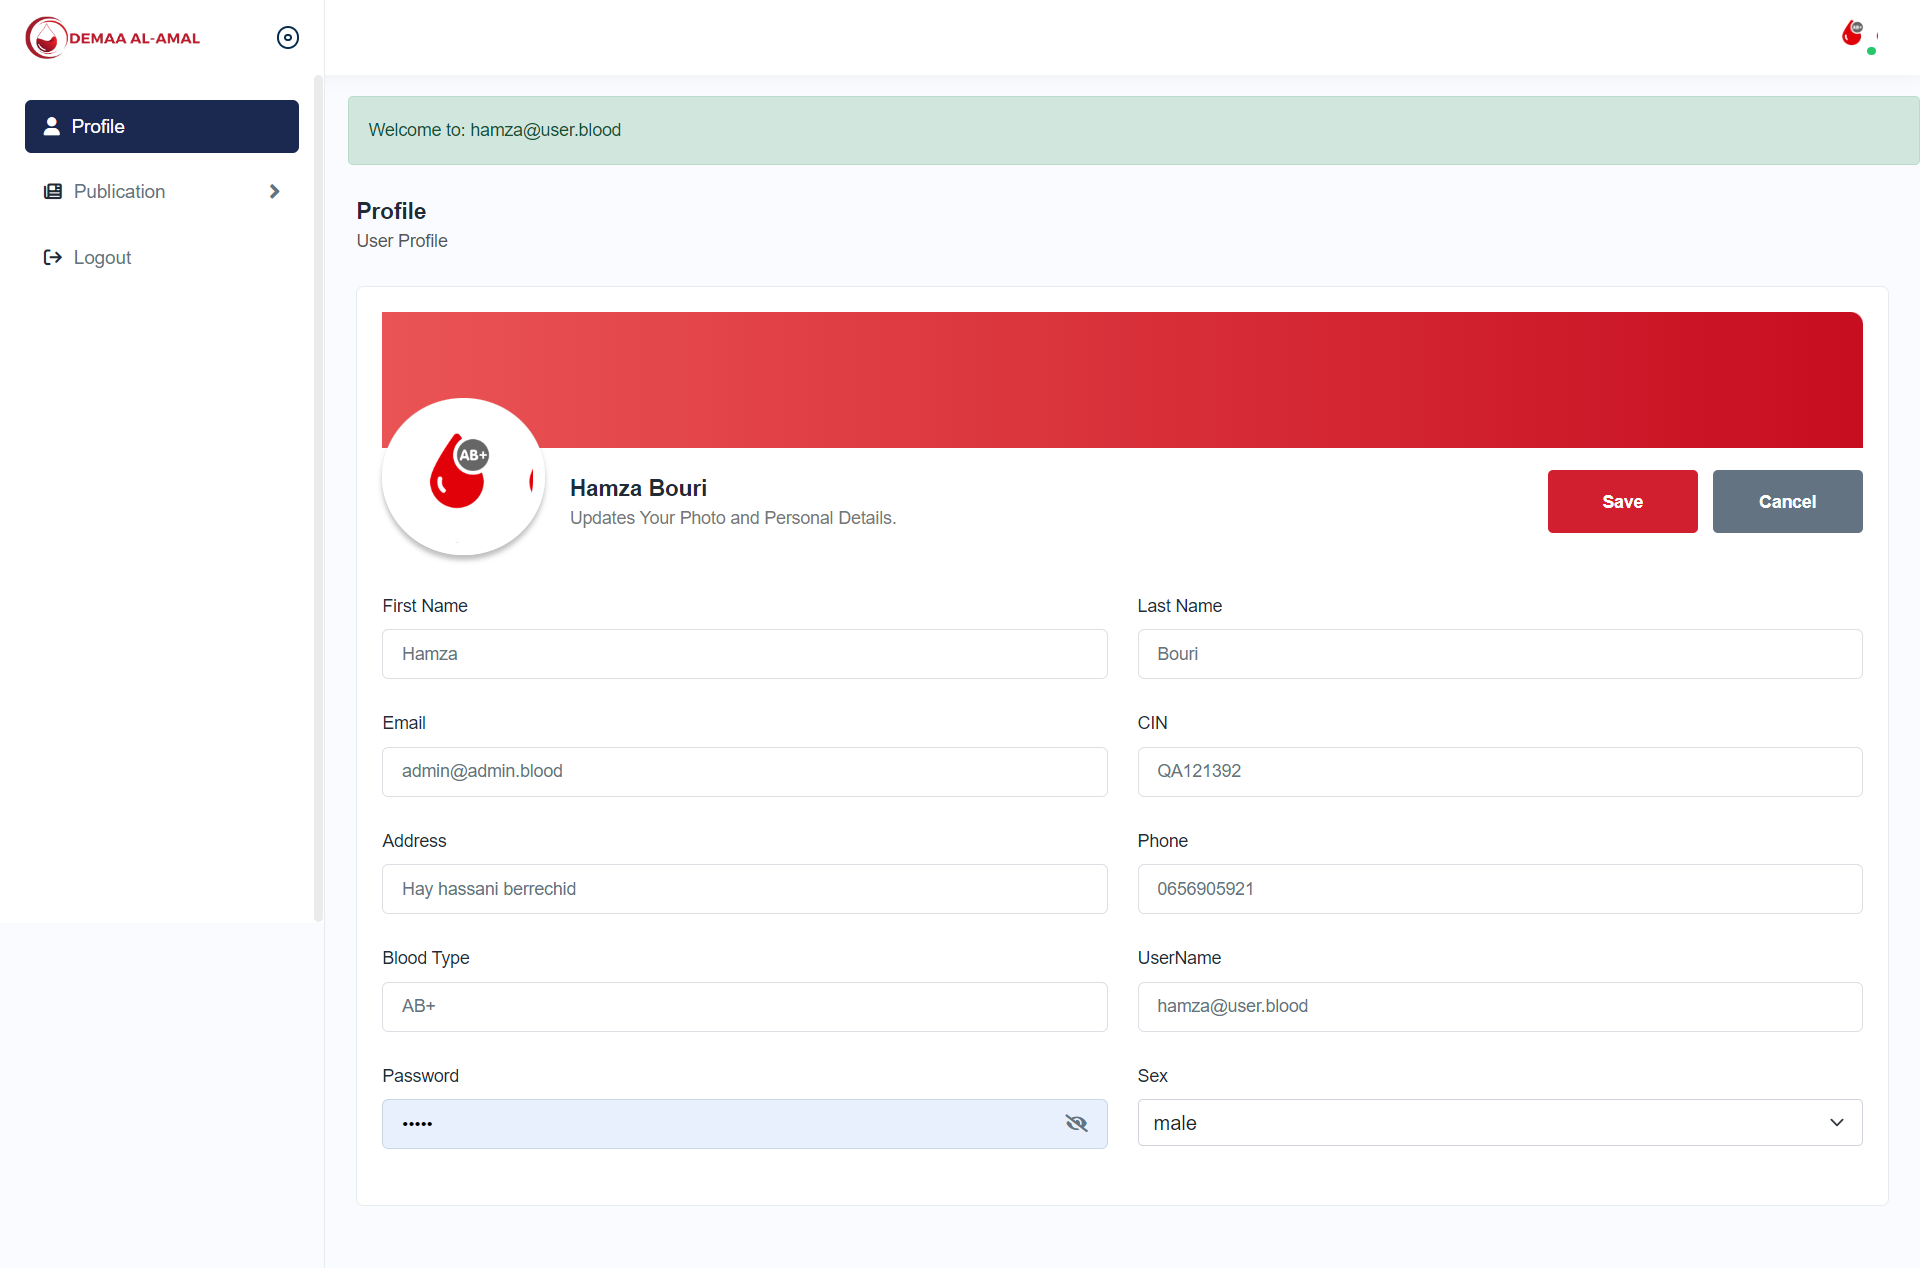 DEMAA AL-AMAL
Profile
Publication
Logout
Welcome to: hamza@user.blood
Profile
User Profile
AB+
Hamza Bouri
Updates Your Photo and Personal Details.
Save
Cancel
First Name
Last Name
Hamza
Bouri
Email
CIN
admin@admin.blood
QA121392
Address
Phone
Hay hassani berrechid
0656905921
Blood Type
UserName
AB+
hamza@user.blood
Password
Sex
•••••
male